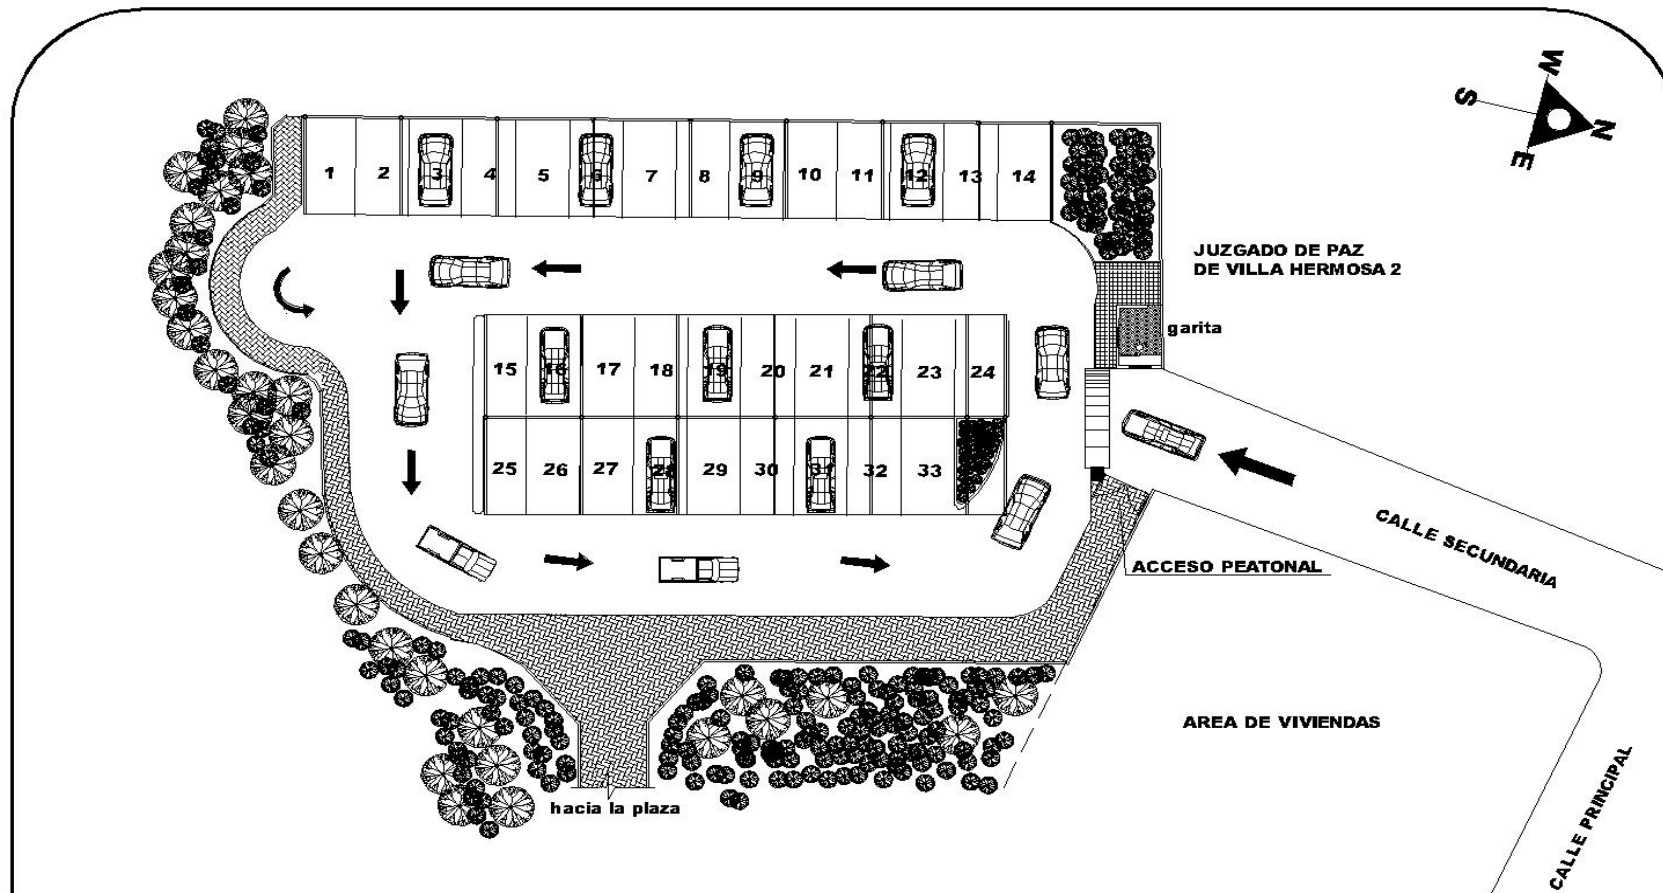 W
S
N
E
1 2 3 4 5 6 7 8 9 10 11 12 13 14
JUZGADO DE PAZ
DE VILLA HERMOSA 2
garita
15 16 17 18 19 20 21 22 23 24
25 26 27 28 29 30 31 32 33
CALLE SECUNDARIA
ACCESO PEATONAL
AREA DE VIVIENDAS
CALLE PRINCIPAL
hacia la plaza